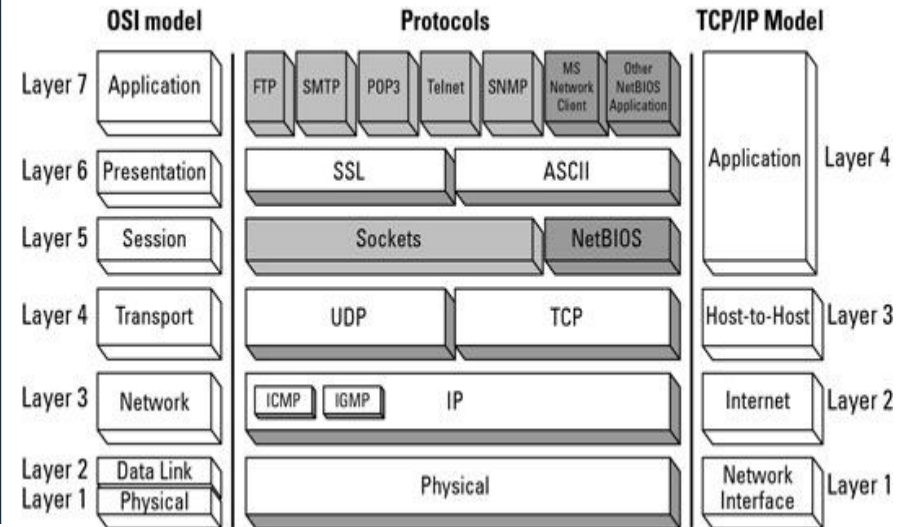 OSI model Protocols TCP/IP Model
Layer 7 Application FTP SMTP POP3 Telnet SNMP MS Network Client Other NetBIOS Application
Layer 6 Presentation SSL ASCII Application Layer 4
Layer 5 Session Sockets NetBIOS
Layer 4 Transport UDP TCP Host-to-Host Layer 3
Layer 3 Network ICMP IGMP IP Internet Layer 2
Layer 2 Data Link
Layer 1 Physical Physical Network Interface Layer 1